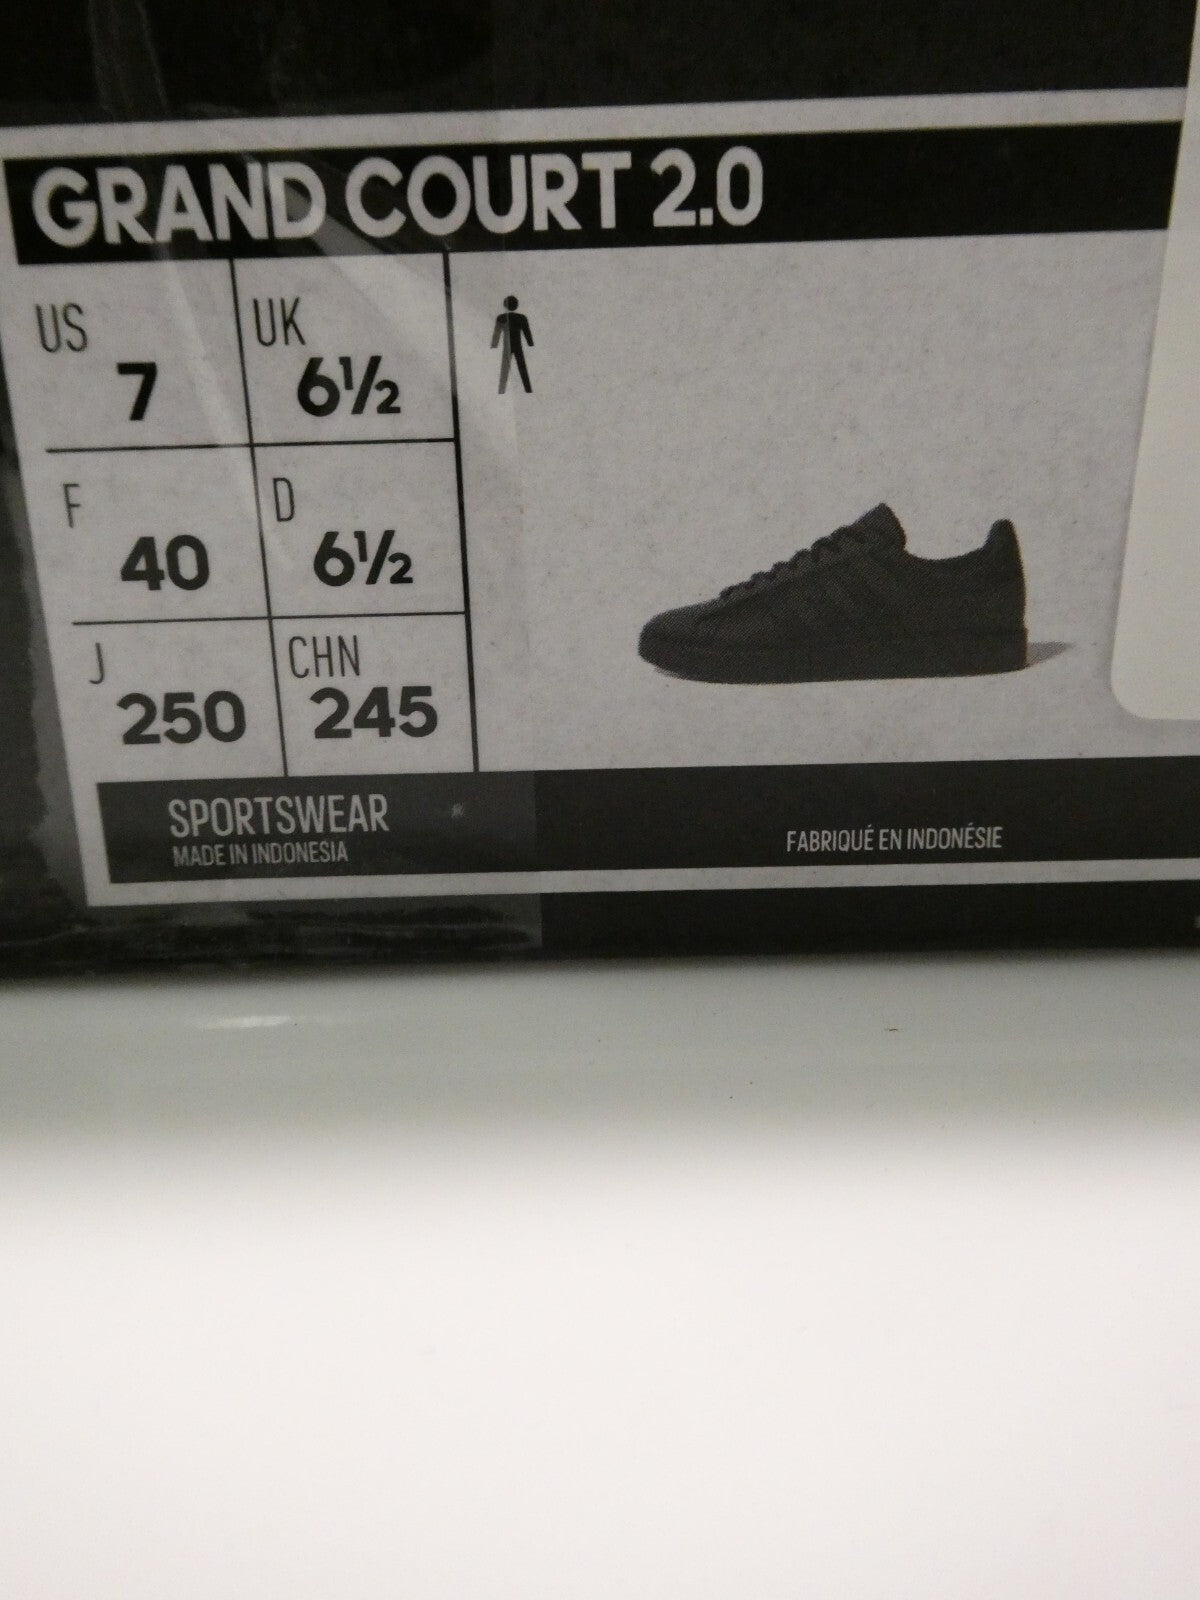 GRAND COURT 2.0
US
7
UK
6½
F
40
D
6½
J
250
CHN
245
SPORTSWEAR
MADE IN INDONESIA
FABRIQUÉ EN INDONÉSIE